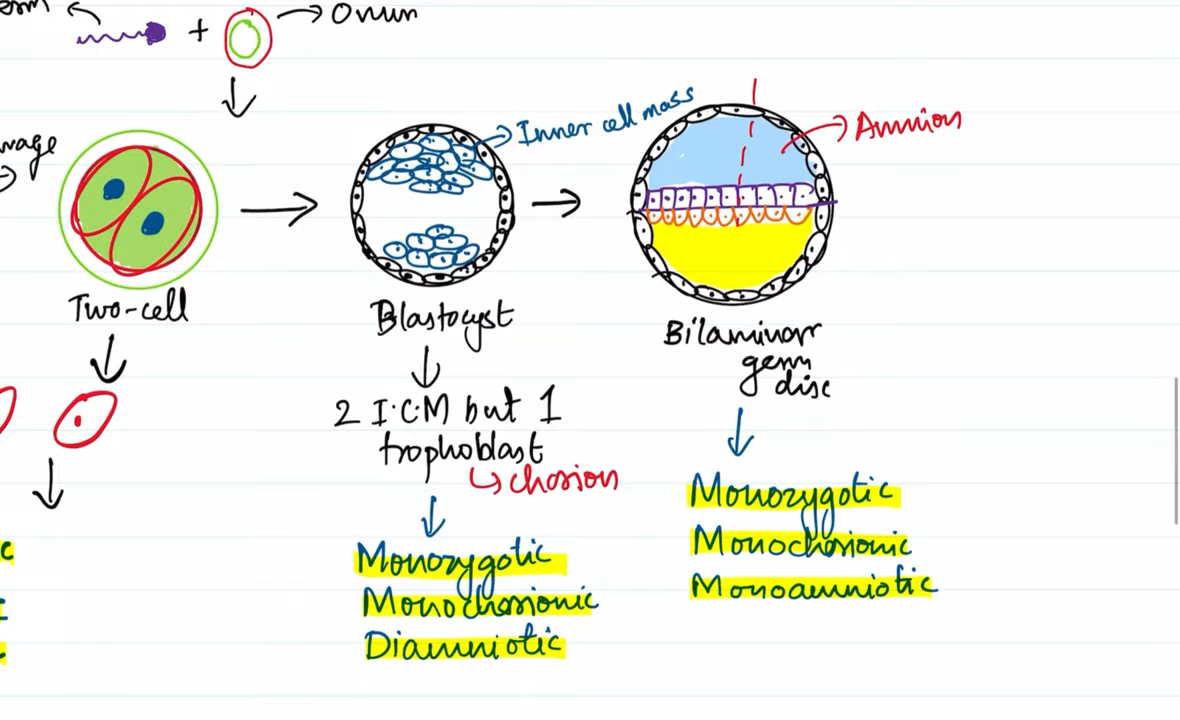 → Ovum
+
Inner cell mass
Amnion
Two-cell
Blastocyst
Bilaminar
germ
disc
2 I.C.M but 1
trophoblast
↳ chorion
Monozygotic
Monochorionic
Diamniotic
Monozygotic
Monochorionic
Monoamniotic